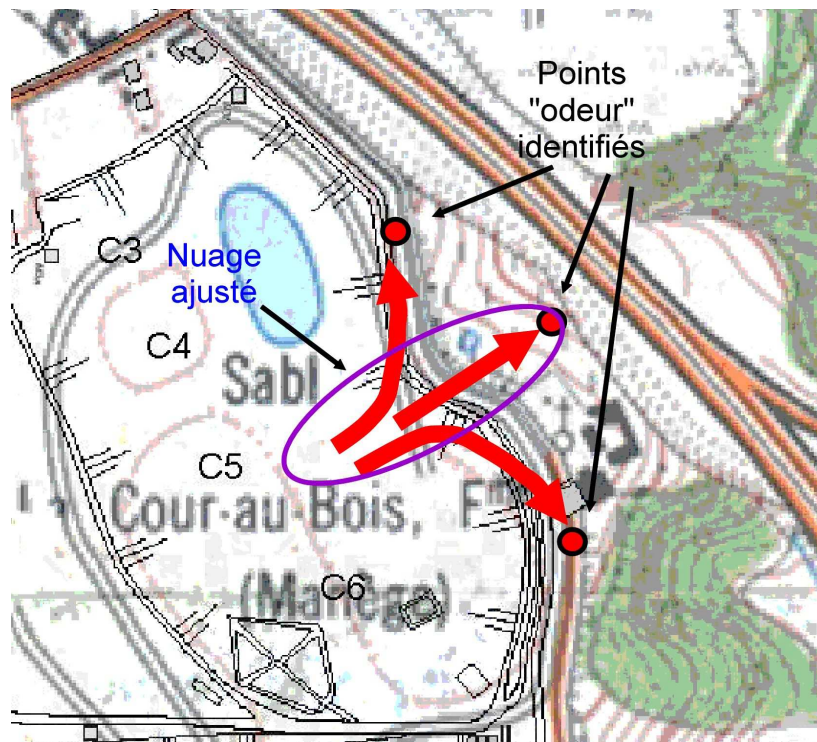 Points
"odeur"
identifiés
Nuage
ajusté
C3
C4
Sabl
C5
Cour-au-Bois, F
C6
(Manège)